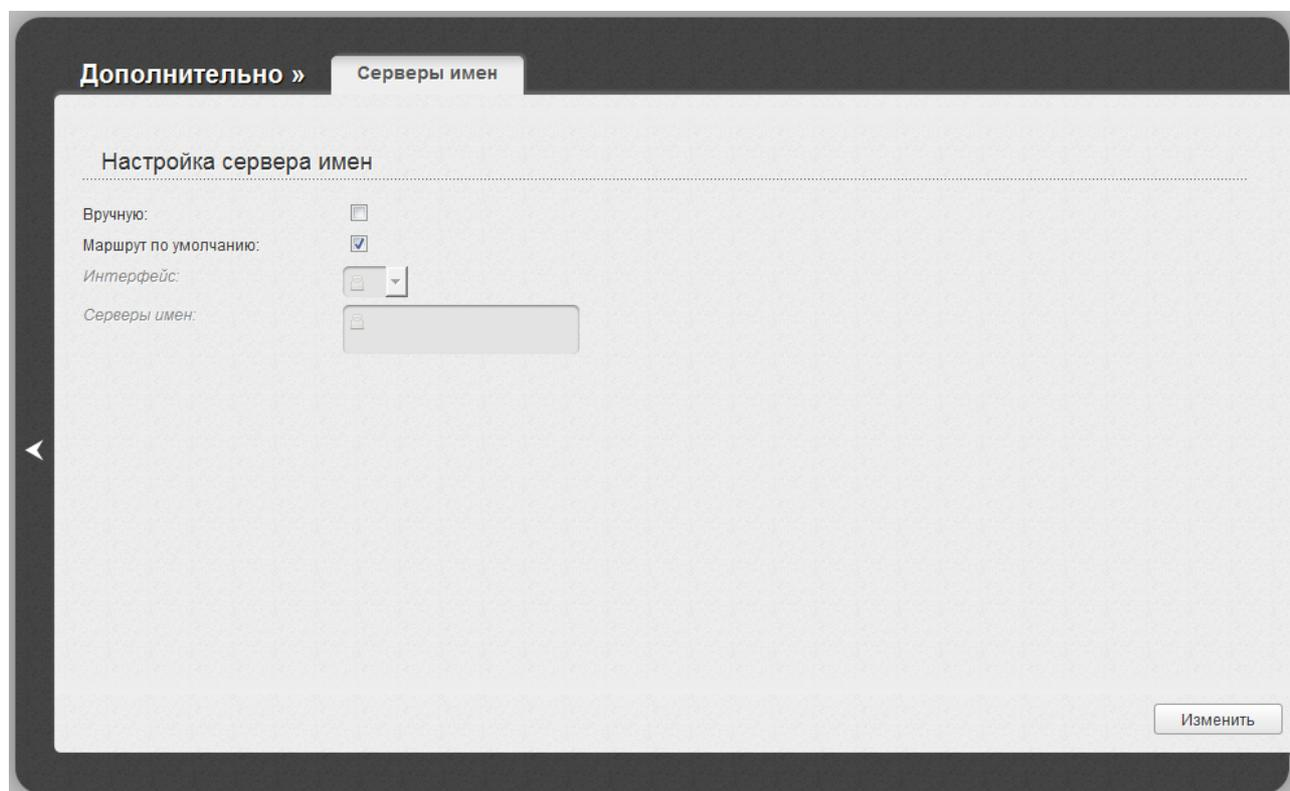 Дополнительно »
Серверы имен
Настройка сервера имен
Вручную:
Маршрут по умолчанию:
Интерфейс:
Серверы имен:
Изменить